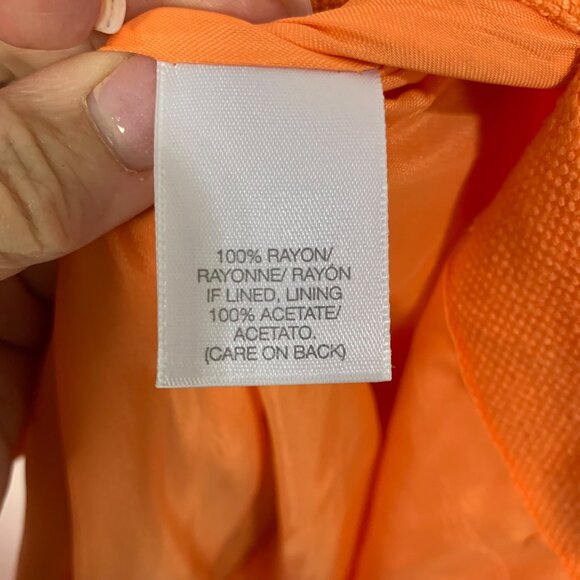 100% RAYON/
RAYONNE/ RAYÓN
IF LINED, LINING
100% ACETATE/
ACETATO.
(CARE ON BACK)